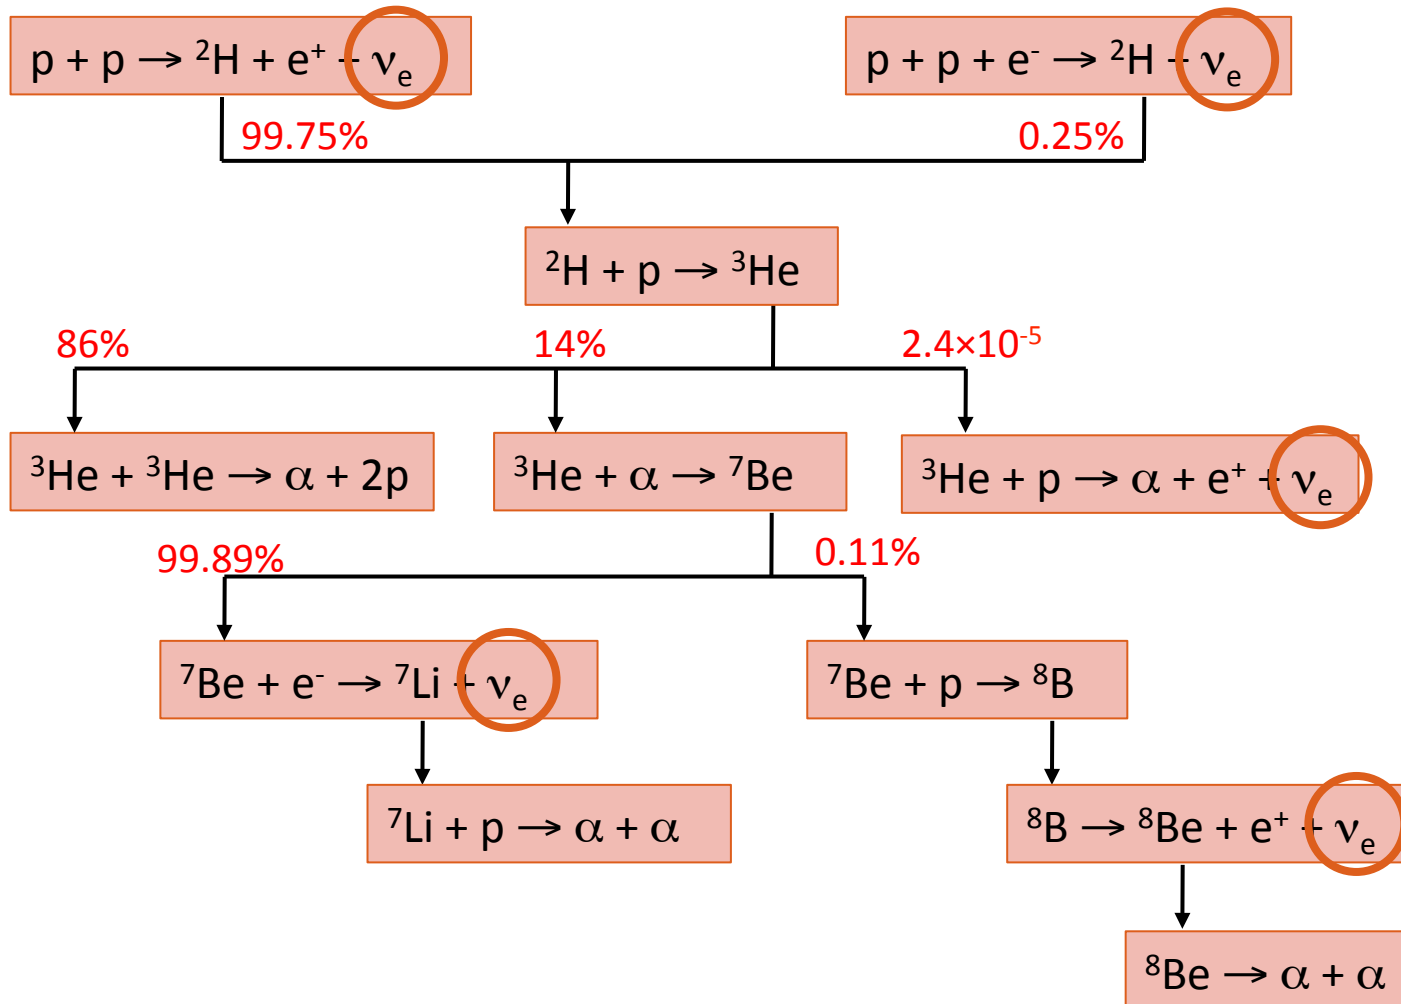 p + p → ²H + e⁺ + νₑ
p + p + e⁻ → ²H + νₑ
99.75%
0.25%
²H + p → ³He
86%
14%
2.4×10⁻⁵
³He + ³He → α + 2p
³He + α → ⁷Be
³He + p → α + e⁺ + νₑ
99.89%
0.11%
⁷Be + e⁻ → ⁷Li + νₑ
⁷Be + p → ⁸B
⁷Li + p → α + α
⁸B → ⁸Be + e⁺ + νₑ
⁸Be → α + α